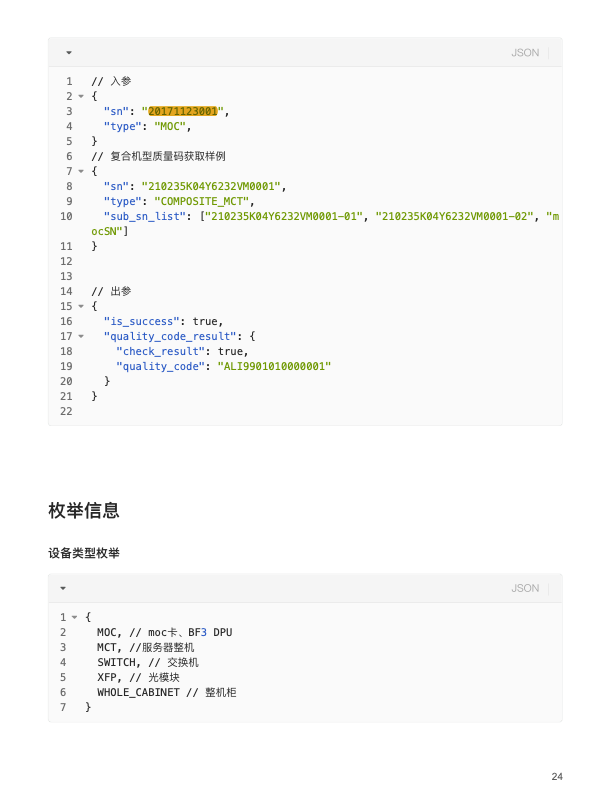 JSON
1 // 入参
2 {
3 "sn": "20171123001",
4 "type": "MOC",
5 }
6 // 复合机型质量码获取样例
7 {
8 "sn": "210235K04Y6232VM0001",
9 "type": "COMPOSITE_MCT",
10 "sub_sn_list": ["210235K04Y6232VM0001-01", "210235K04Y6232VM0001-02", "m
ocSN"]
11 }
12
13
14 // 出参
15 {
16 "is_success": true,
17 "quality_code_result": {
18 "check_result": true,
19 "quality_code": "ALI9901010000001"
20 }
21 }
22
枚举信息
设备类型枚举
JSON
1 {
2 MOC, // moc卡、BF3 DPU
3 MCT, //服务器整机
4 SWITCH, // 交换机
5 XFP, // 光模块
6 WHOLE_CABINET // 整机柜
7 }
24